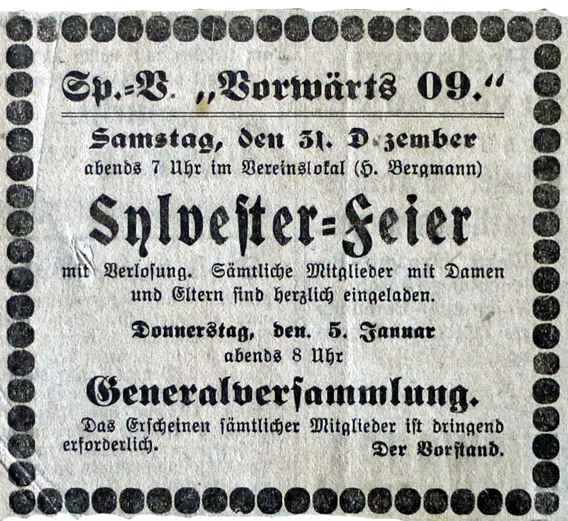 Sp.=V. „Vorwärts 09.“
Samstag, den 31. Dezember
abends 7 Uhr im Vereinslokal (H. Bergmann)
Sylvester=Feier
mit Verlosung. Sämtliche Mitglieder mit Damen
und Eltern sind herzlich eingeladen.
Donnerstag, den. 5. Januar
abends 8 Uhr
Generalversammlung.
Das Erscheinen sämtlicher Mitglieder ist dringend
erforderlich. Der Vorstand.